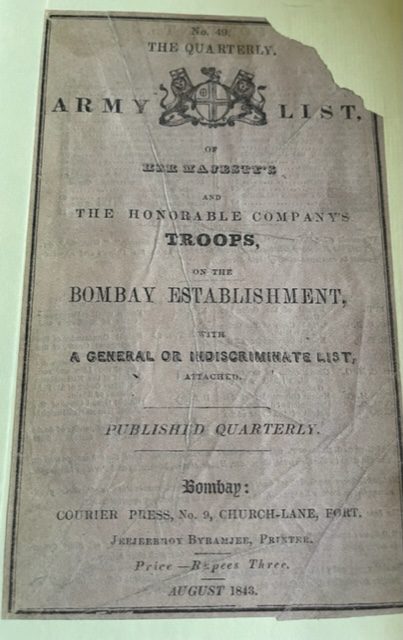 No. 49.
THE QUARTERLY.
ARMY LIST,
OF
HER MAJESTY'S
AND
THE HONORABLE COMPANY'S
TROOPS,
ON THE
BOMBAY ESTABLISHMENT,
WITH
A GENERAL OR INDISCRIMINATE LIST,
ATTACHED.
PUBLISHED QUARTERLY.
Bombay:
COURIER PRESS, No. 9, CHURCH-LANE, FORT.
JEEJEEBHOY BYRAMJEE, PRINTER.
Price—Rupees Three.
AUGUST 1843.